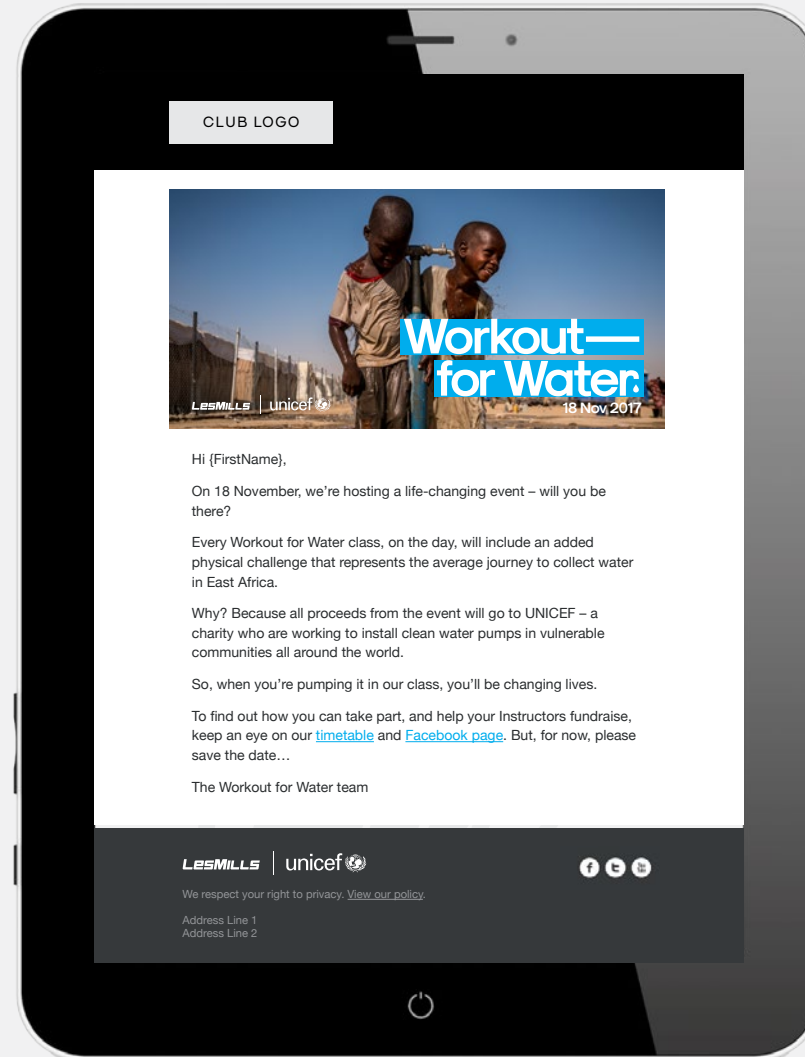 CLUB LOGO
Workout—
for Water.
18 Nov 2017
LesMILLS | unicef
Hi {FirstName},
On 18 November, we're hosting a life-changing event – will you be
there?
Every Workout for Water class, on the day, will include an added
physical challenge that represents the average journey to collect water
in East Africa.
Why? Because all proceeds from the event will go to UNICEF – a
charity who are working to install clean water pumps in vulnerable
communities all around the world.
So, when you're pumping it in our class, you'll be changing lives.
To find out how you can take part, and help your Instructors fundraise,
keep an eye on our timetable and Facebook page. But, for now, please
save the date…
The Workout for Water team
LesMILLS | unicef
We respect your right to privacy. View our policy.
Address Line 1
Address Line 2